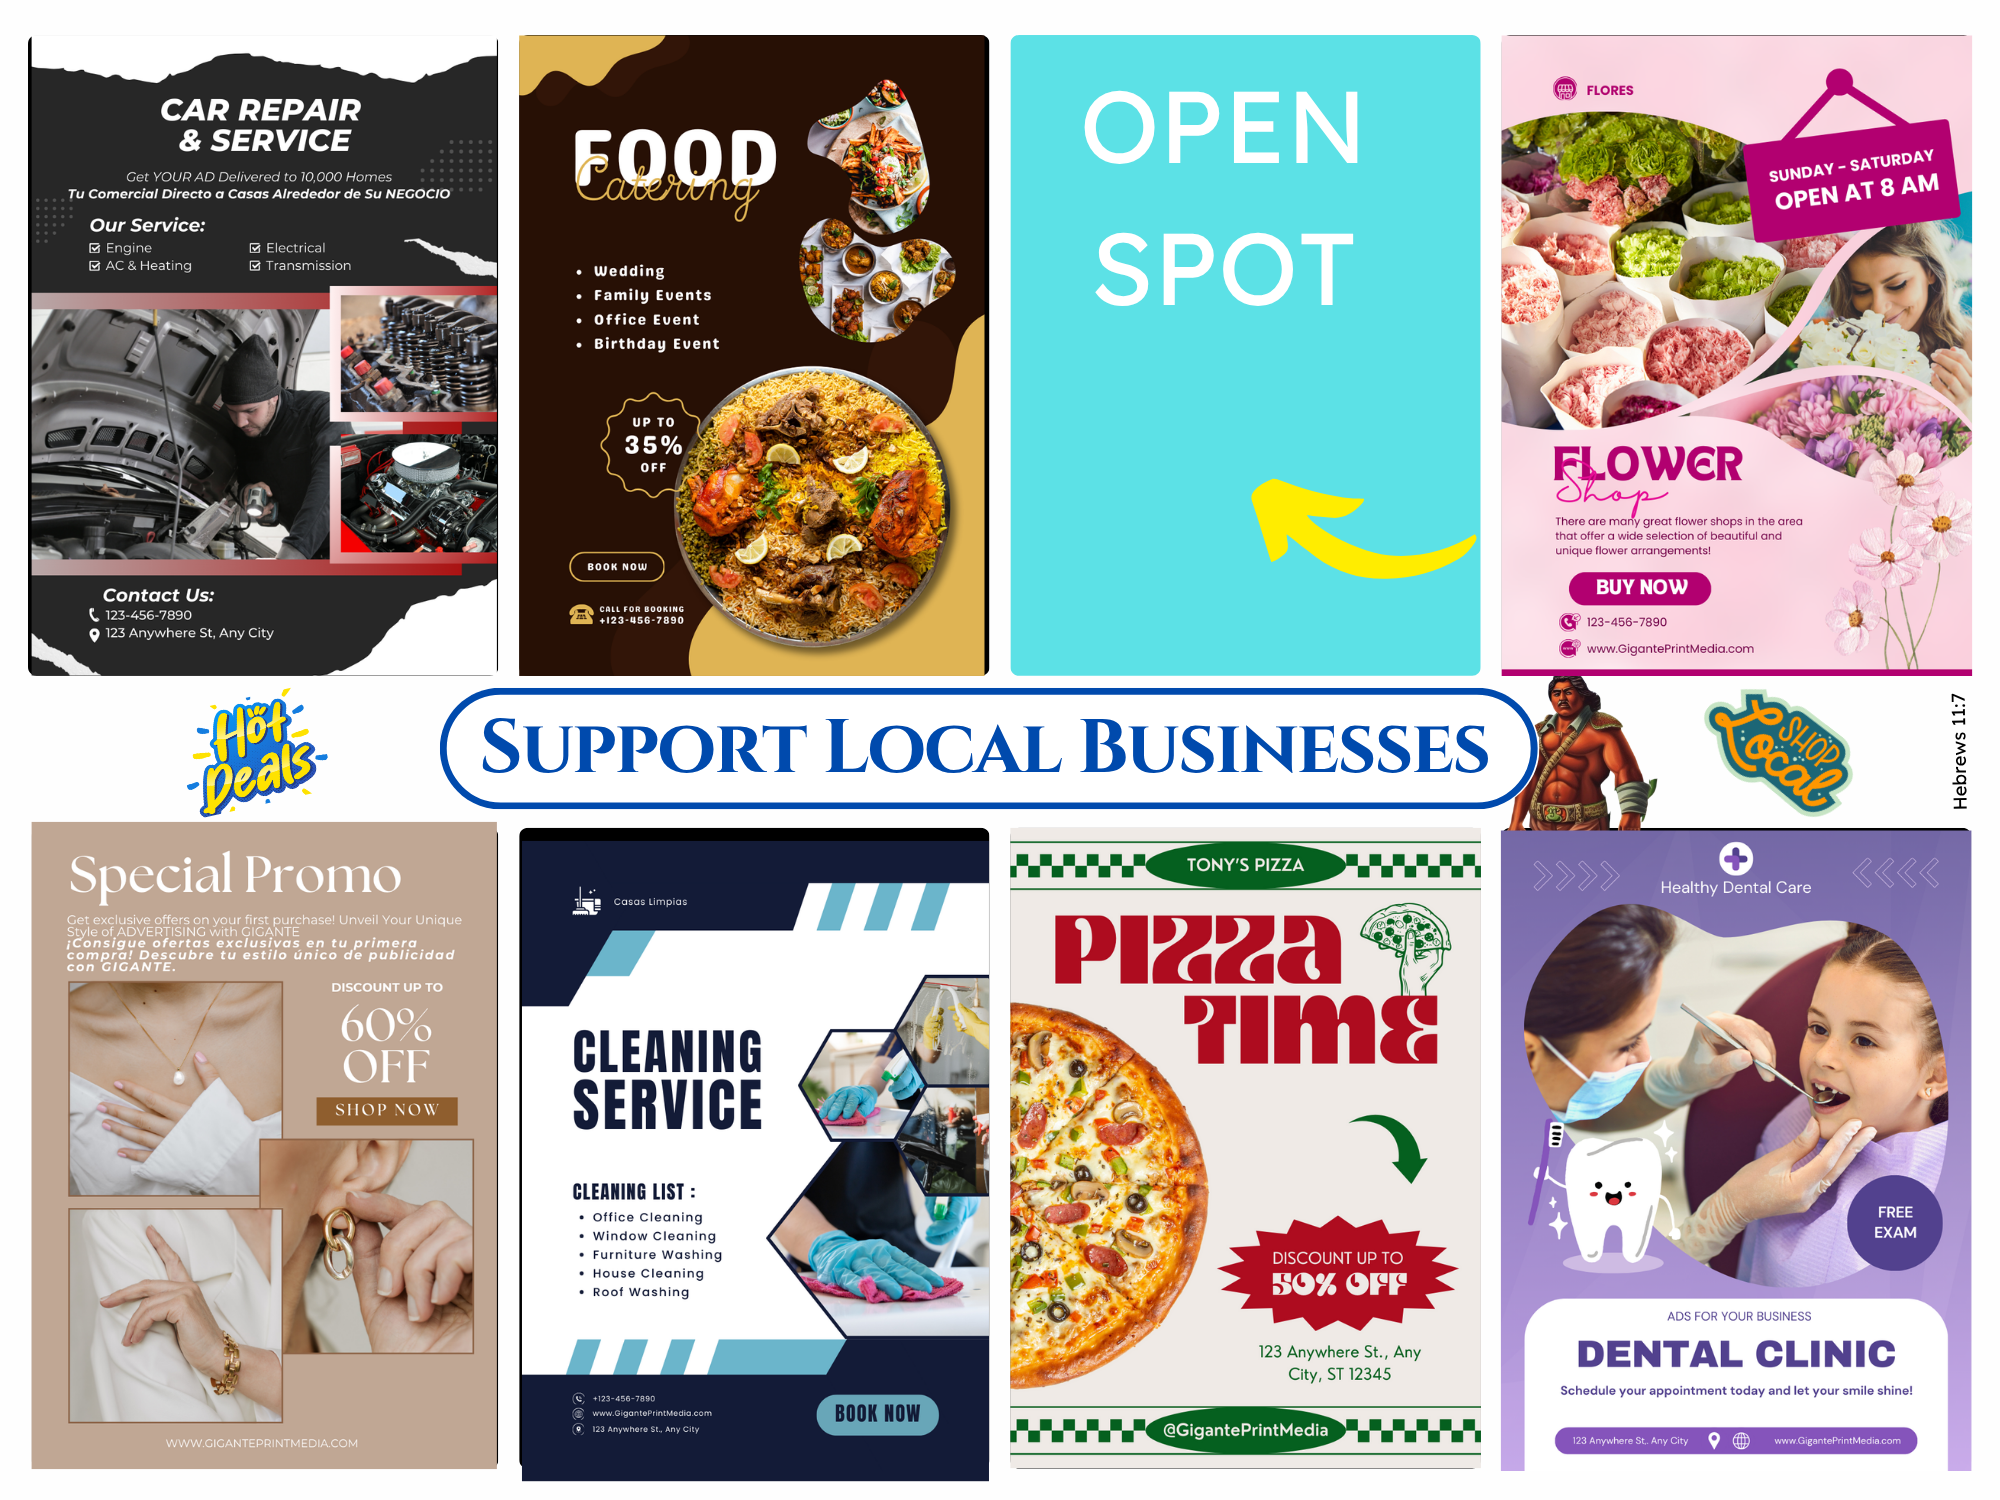 CAR REPAIR
& SERVICE
Get YOUR AD Delivered to 10,000 Homes
Tu Comercial Directo a Casas Alrededor de Su NEGOCIO
Our Service:
Engine
Electrical
AC & Heating
Transmission
Contact Us:
123-456-7890
123 Anywhere St, Any City
FOOD
Catering
Wedding
Family Events
Office Event
Birthday Event
UP TO
35%
OFF
BOOK NOW
CALL FOR BOOKING
+123-456-7890
OPEN
SPOT
FLORES
SUNDAY - SATURDAY
OPEN AT 8 AM
FLOWER
Shop
There are many great flower shops in the area
that offer a wide selection of beautiful and
unique flower arrangements!
BUY NOW
123-456-7890
www.GigantePrintMedia.com
Hot
Deals
SUPPORT LOCAL BUSINESSES
SHOP
Local
Hebrews 11:7
Special Promo
Get exclusive offers on your first purchase! Unveil Your Unique
Style of ADVERTISING with GIGANTE
¡Consigue ofertas exclusivas en tu primera
compra! Descubre tu estilo único de publicidad
con GIGANTE.
DISCOUNT UP TO
60%
OFF
SHOP NOW
WWW.GIGANTEPRINTMEDIA.COM
Casas Limpias
CLEANING
SERVICE
CLEANING LIST :
Office Cleaning
Window Cleaning
Furniture Washing
House Cleaning
Roof Washing
+123-456-7890
www.GigantePrintMedia.com
123 Anywhere St., Any City
BOOK NOW
TONY'S PIZZA
PIZZA
TIME
DISCOUNT UP TO
50% OFF
123 Anywhere St., Any
City, ST 12345
@GigantePrintMedia
Healthy Dental Care
FREE
EXAM
ADS FOR YOUR BUSINESS
DENTAL CLINIC
Schedule your appointment today and let your smile shine!
123 Anywhere St,. Any City
www.GigantePrintMedia.com